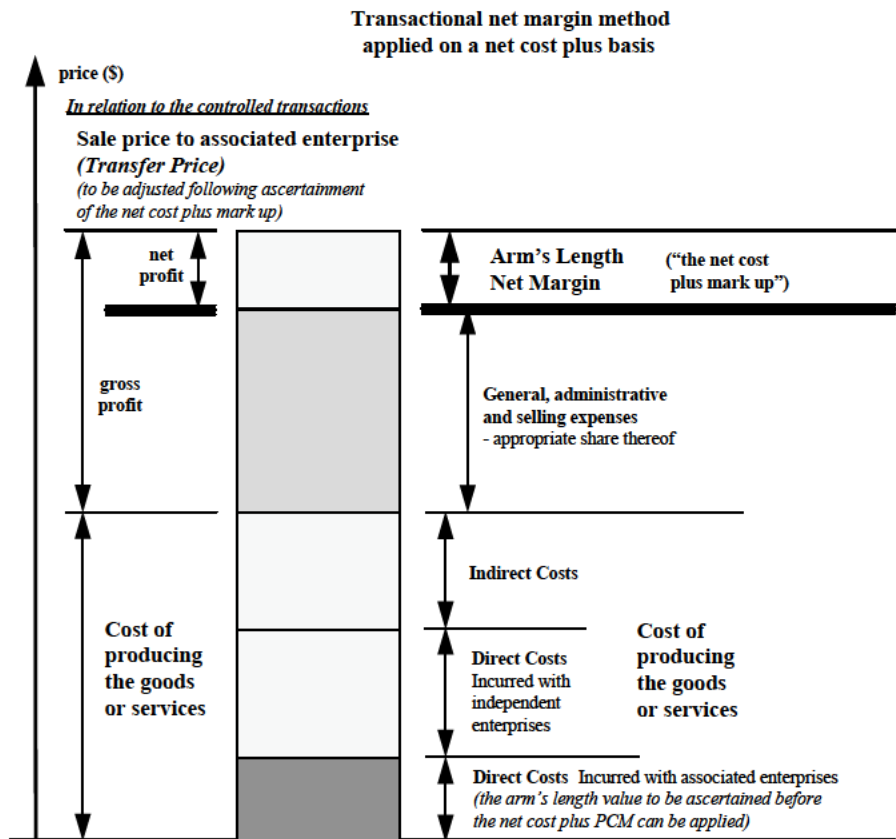 Transactional net margin method
applied on a net cost plus basis
price ($)
In relation to the controlled transactions
Sale price to associated enterprise
(Transfer Price)
(to be adjusted following ascertainment
of the net cost plus mark up)
net
profit
Arm's Length
Net Margin
("the net cost
plus mark up")
gross
profit
General, administrative
and selling expenses
- appropriate share thereof
Indirect Costs
Cost of
producing
the goods
or services
Direct Costs
Incurred with
independent
enterprises
Cost of
producing
the goods
or services
Direct Costs Incurred with associated enterprises
(the arm's length value to be ascertained before
the net cost plus PCM can be applied)